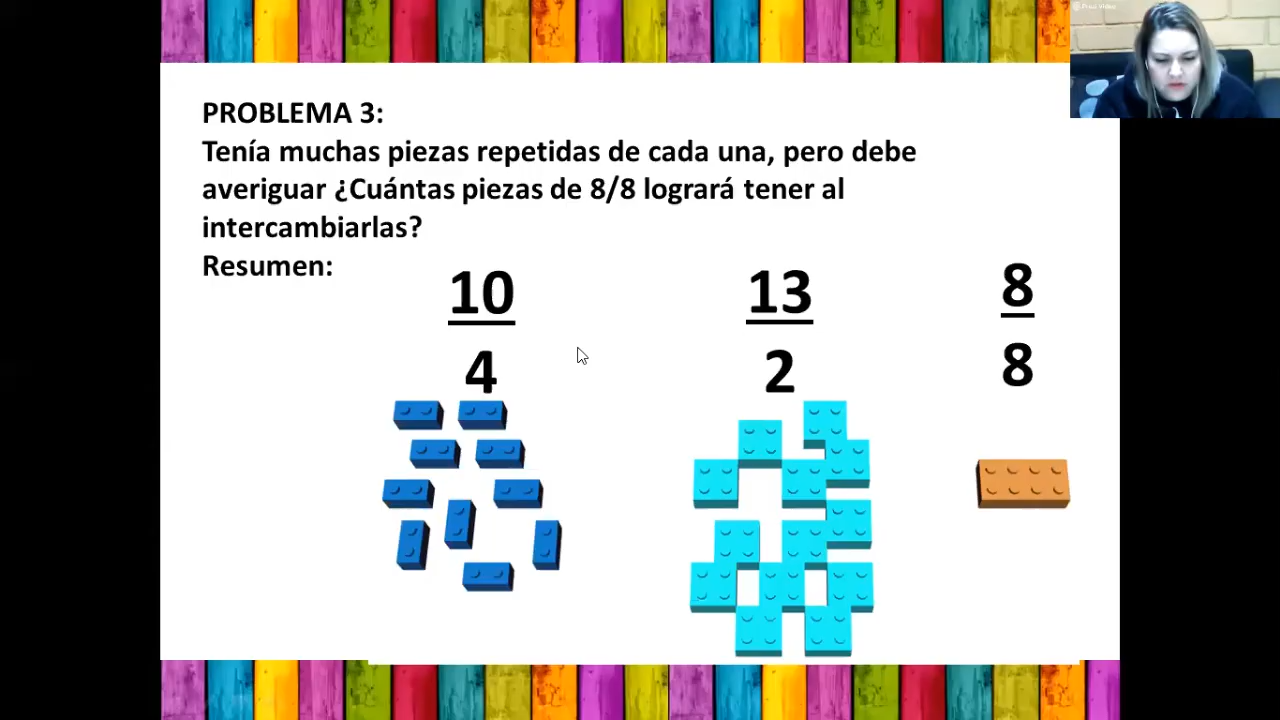 PROBLEMA 3:
Tenía muchas piezas repetidas de cada una, pero debe
averiguar ¿Cuántas piezas de 8/8 logrará tener al
intercambiarlas?
Resumen:
10
4
13
2
8
8